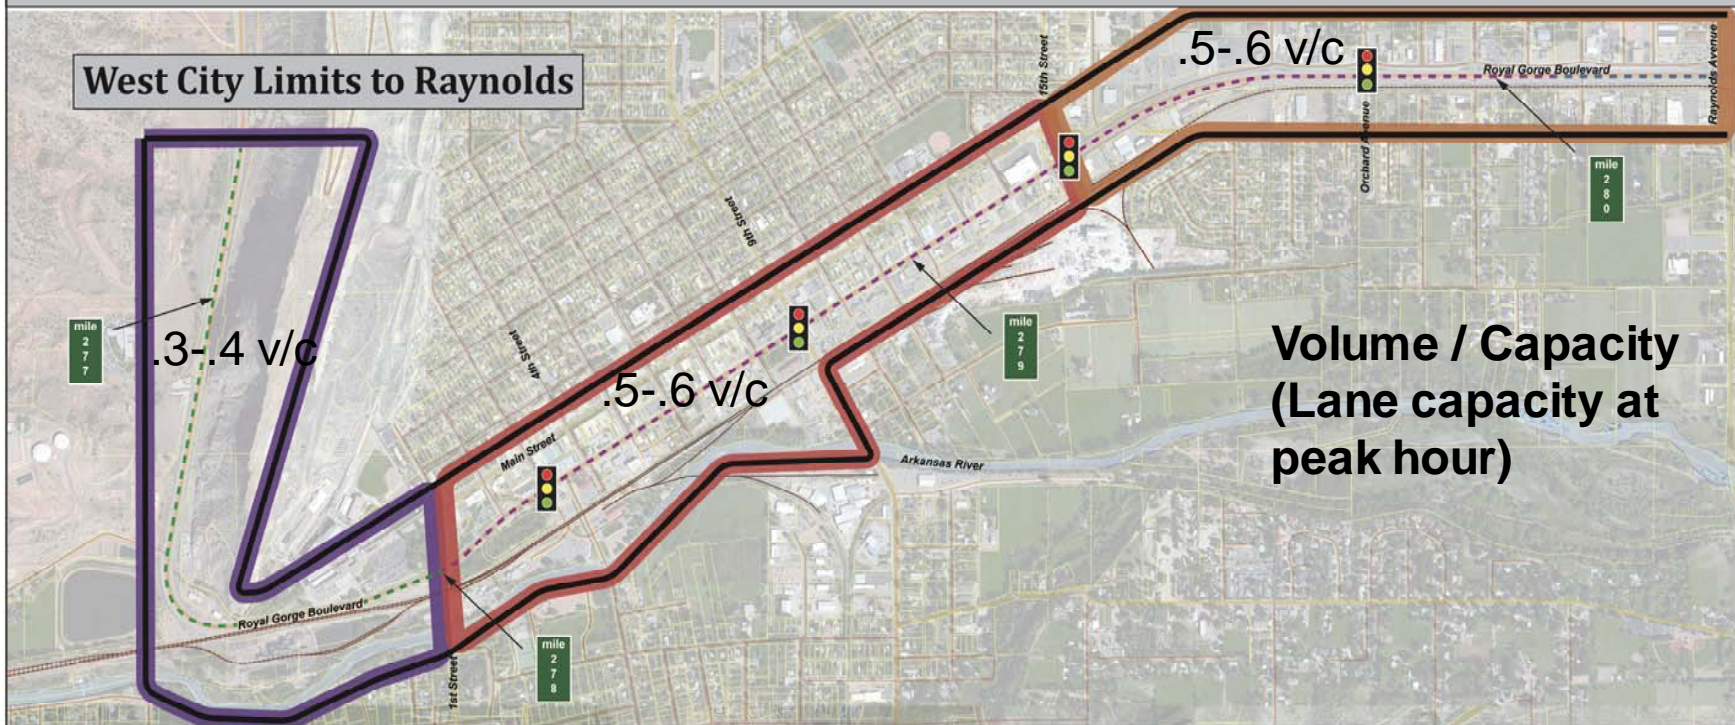 West City Limits to Raynolds
.5-.6 v/c
15th Street
Royal Gorge Boulevard
Raynolds Avenue
Orchard Avenue
mile
2
8
0
9th Street
mile
2
7
7
.3-.4 v/c
4th Street
mile
2
7
9
.5-.6 v/c
Volume / Capacity
(Lane capacity at
peak hour)
Main Street
Arkansas River
Royal Gorge Boulevard
mile
2
7
8
1st Street